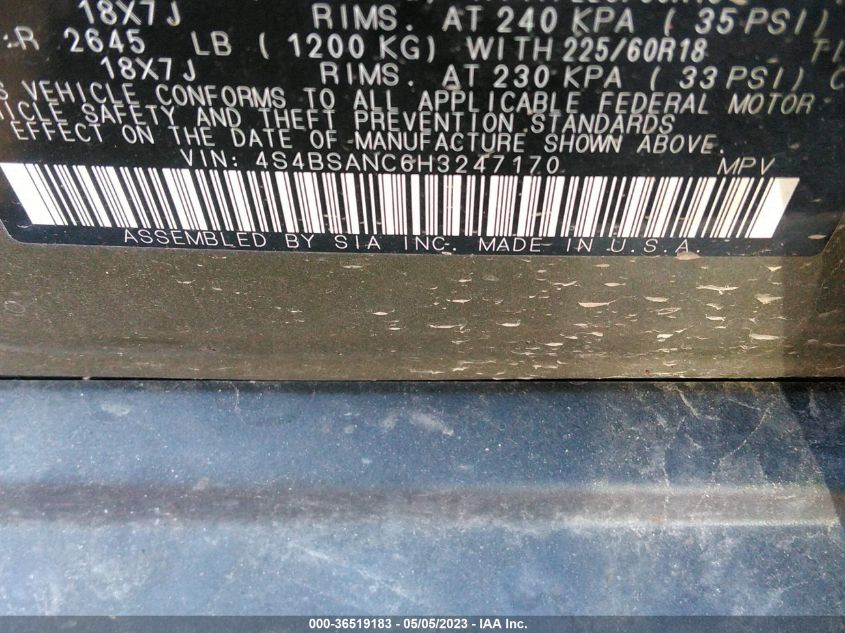 18X7J RIMS. AT 240 KPA ( 35 PSI)
R 2645 LB ( 1200 KG) WITH 225/60R18
18X7J RIMS. AT 230 KPA ( 33 PSI)
VEHICLE CONFORMS TO ALL APPLICABLE FEDERAL MOTOR
SAFETY AND THEFT PREVENTION STANDARDS
EFFECT ON THE DATE OF MANUFACTURE SHOWN ABOVE.
VIN: 4S4BSANC6H3247170 MPV
ASSEMBLED BY SIA INC. MADE IN U.S.A.
000-36519183 - 05/05/2023 - IAA Inc.